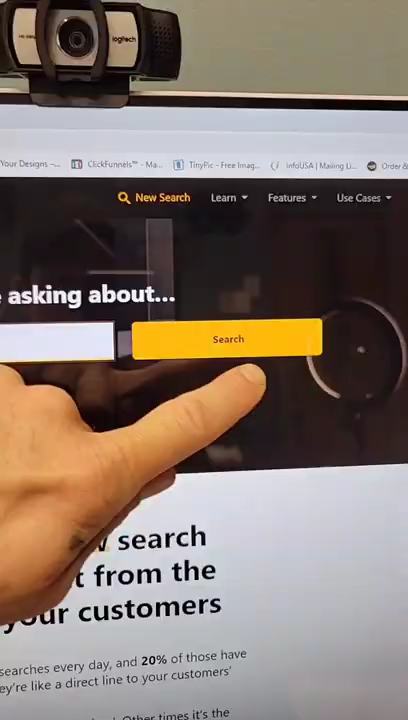 logitech
Your Designs -...
ClickFunnels™ - Ma...
TinyPic - Free Imag...
InfoUSA | Mailing Li...
Order &
New Search
Learn
Features
Use Cases
asking about...
Search
search
from the
your customers
searches every day, and 20% of those have
they're like a direct line to your customers'
Other times it's the